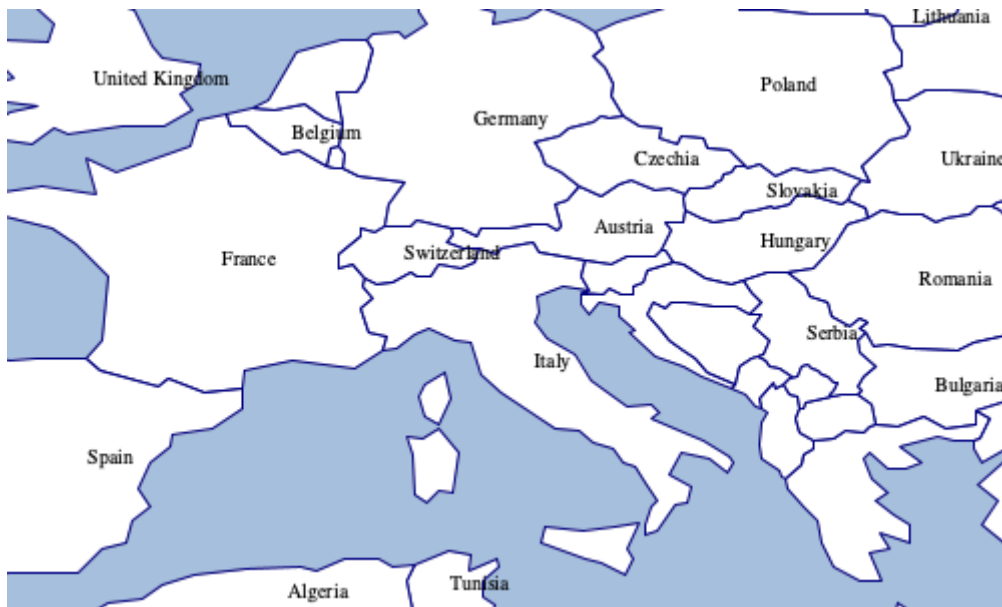 Lithuania
United Kingdom
Poland
Germany
Belgium
Czechia
Ukraine
Slovakia
Austria
Hungary
Switzerland
France
Romania
Serbia
Italy
Bulgaria
Spain
Tunisia
Algeria